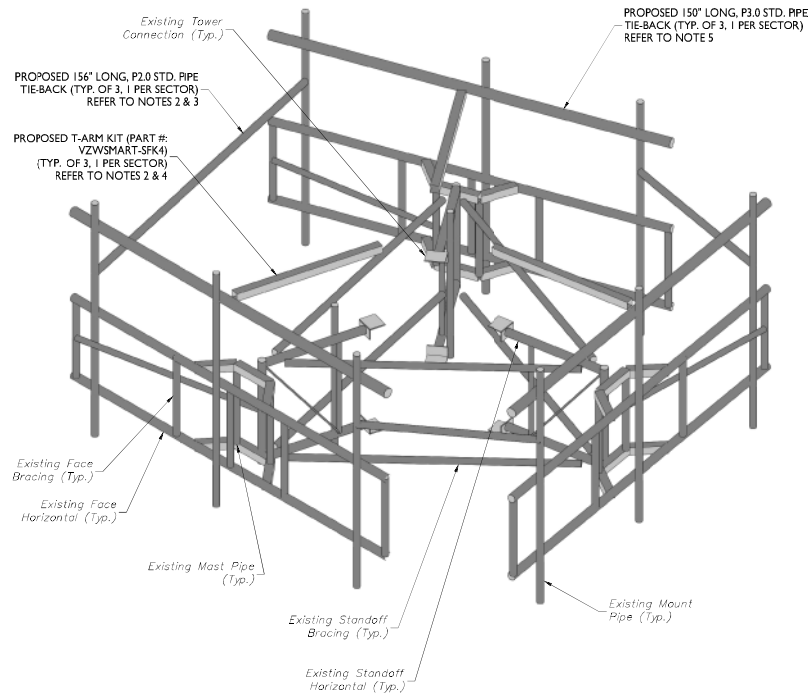 Existing Tower
Connection (Typ.)
PROPOSED 150" LONG, P3.0 STD. PIPE
TIE-BACK (TYP. OF 3, 1 PER SECTOR)
REFER TO NOTE 5
PROPOSED 156" LONG, P2.0 STD. PIPE
TIE-BACK (TYP. OF 3, 1 PER SECTOR)
REFER TO NOTES 2 & 3
PROPOSED T-ARM KIT (PART #:
VZWSMART-SFK4)
(TYP. OF 3, 1 PER SECTOR)
REFER TO NOTES 2 & 4
Existing Face
Bracing (Typ.)
Existing Face
Horizontal (Typ.)
Existing Mast Pipe
(Typ.)
Existing Standoff
Bracing (Typ.)
Existing Standoff
Horizontal (Typ.)
Existing Mount
Pipe (Typ.)